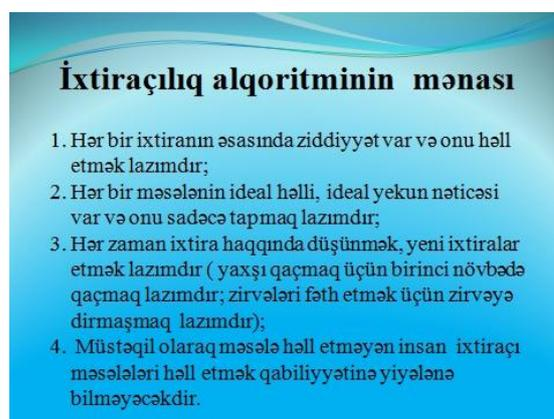 İxtiraçılıq alqoritminin mənası
1. Hər bir ixtiranın əsasında ziddiyyət var və onu həll
etmək lazımdır;
2. Hər bir məsələnin ideal həlli, ideal yekun nəticəsi
var və onu sadəcə tapmaq lazımdır;
3. Hər zaman ixtira haqqında düşünmək, yeni ixtiralar
etmək lazımdır ( yaxşı qaçmaq üçün birinci növbədə
qaçmaq lazımdır; zirvələri fəth etmək üçün zirvəyə
dirmaşmaq lazımdır);
4. Müstəqil olaraq məsələ həll etməyən insan ixtiraçı
məsələləri həll etmək qabiliyyətinə yiyələnə
bilməyəcəkdir.